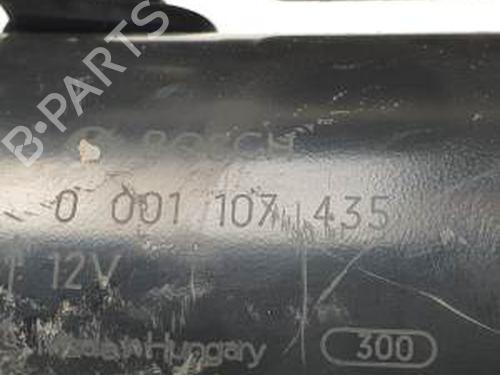 B-PARTS
BOSCH
0 001 107 435
12V
Made in Hungary
300